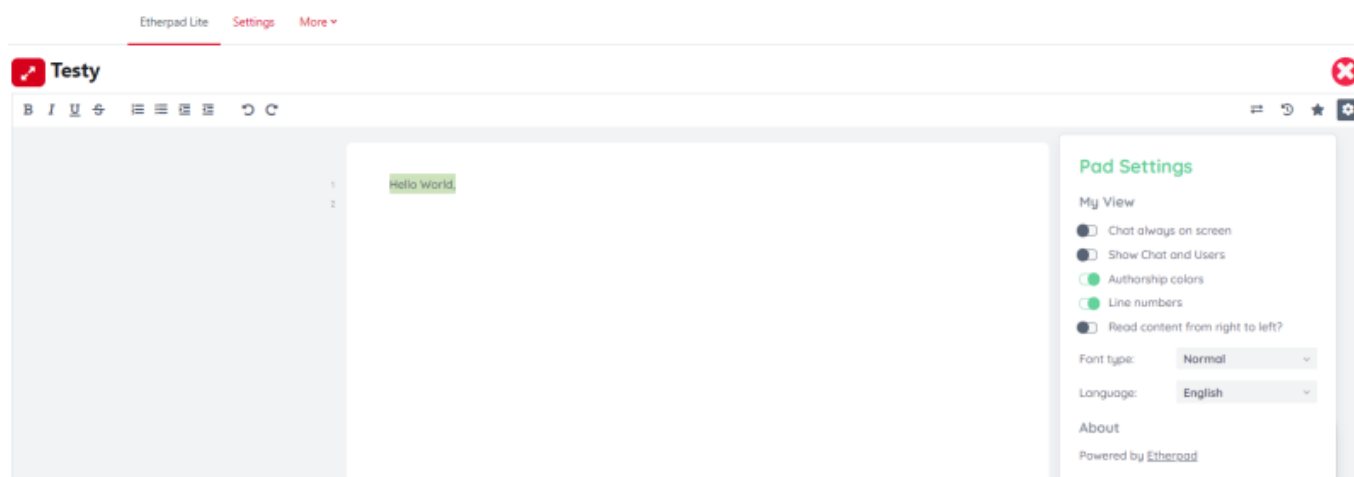 Etherpad Lite Settings More
Testy
B I U S
1 Hello World.
2
Pad Settings
My View
Chat always on screen
Show Chat and Users
Authorship colors
Line numbers
Read content from right to left?
Font type: Normal
Language: English
About
Powered by Etherpad